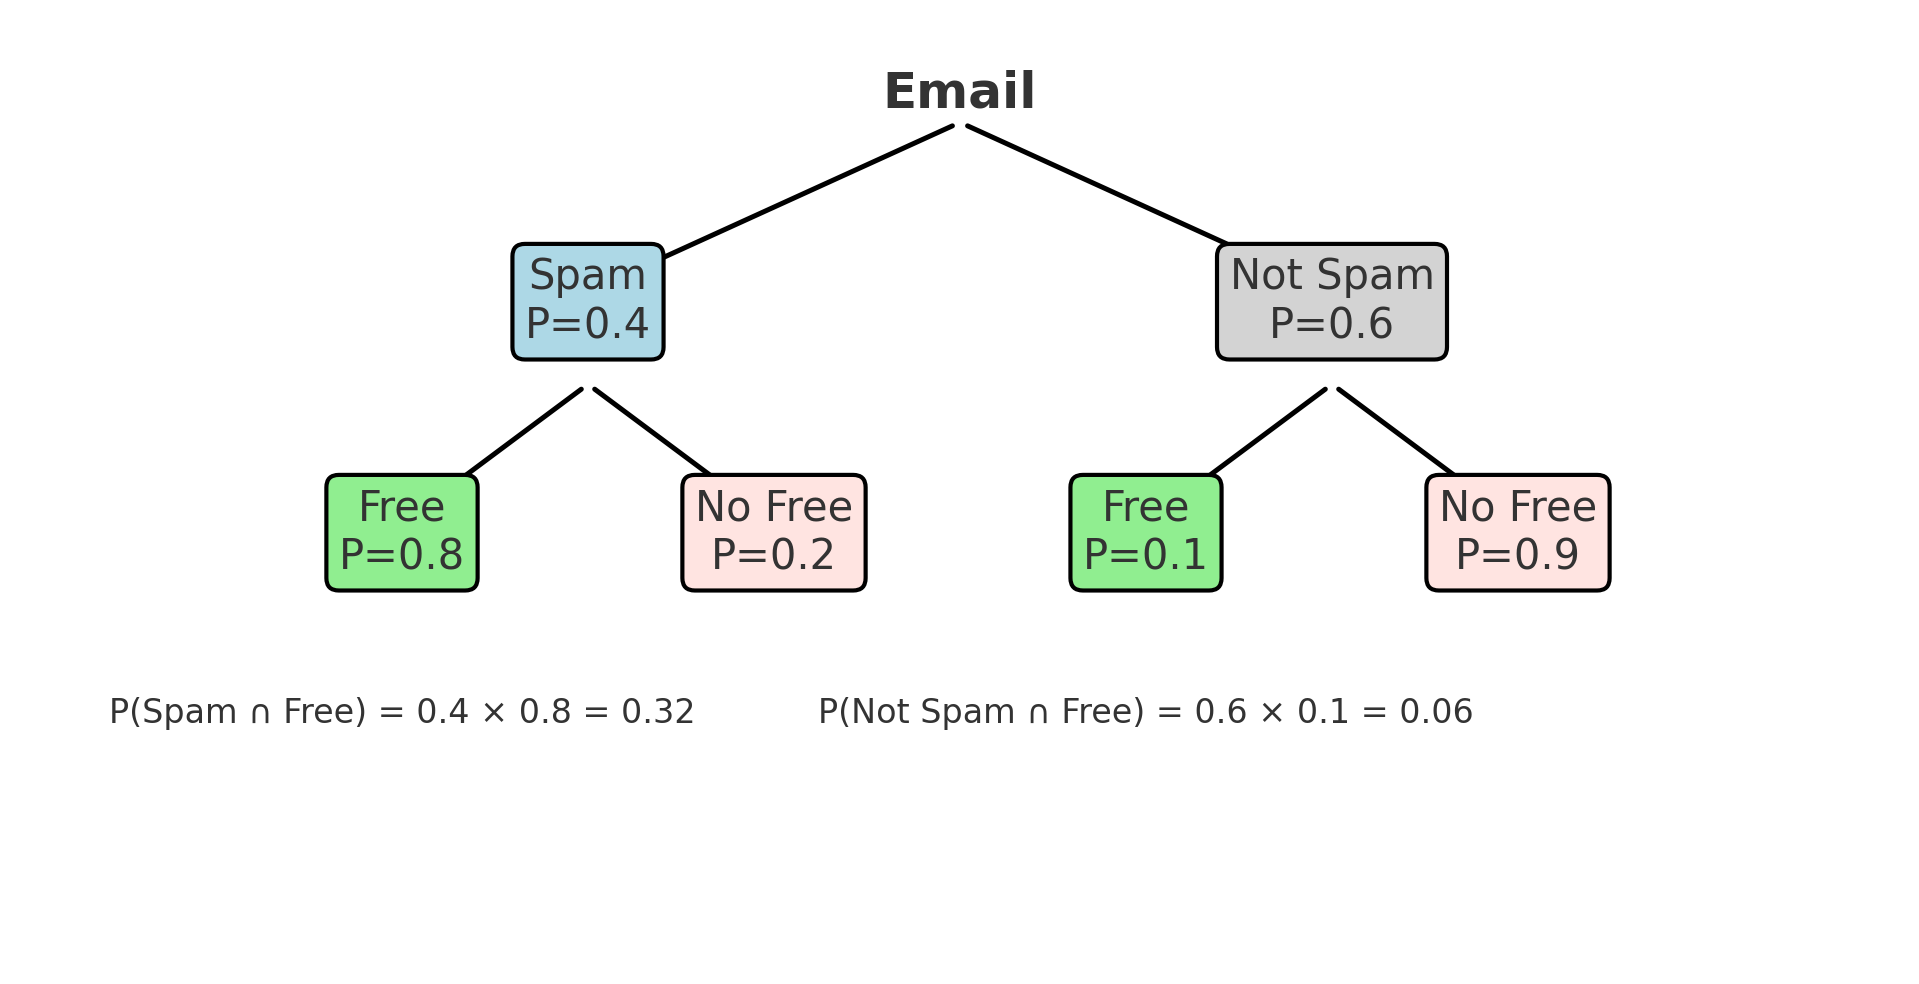 Email
Spam
P=0.4
Not Spam
P=0.6
Free
P=0.8
No Free
P=0.2
Free
P=0.1
No Free
P=0.9
P(Spam ∩ Free) = 0.4 × 0.8 = 0.32
P(Not Spam ∩ Free) = 0.6 × 0.1 = 0.06